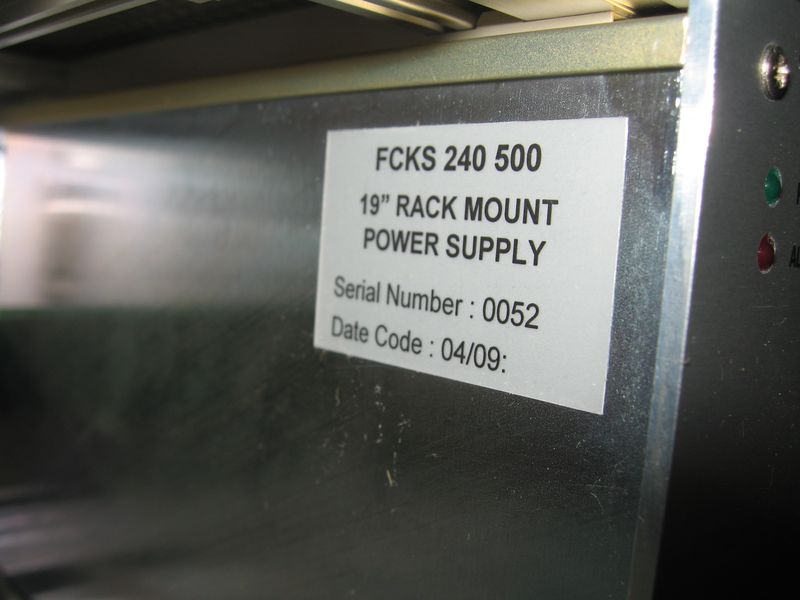 FCKS 240 500
19” RACK MOUNT
POWER SUPPLY
Serial Number : 0052
Date Code : 04/09: